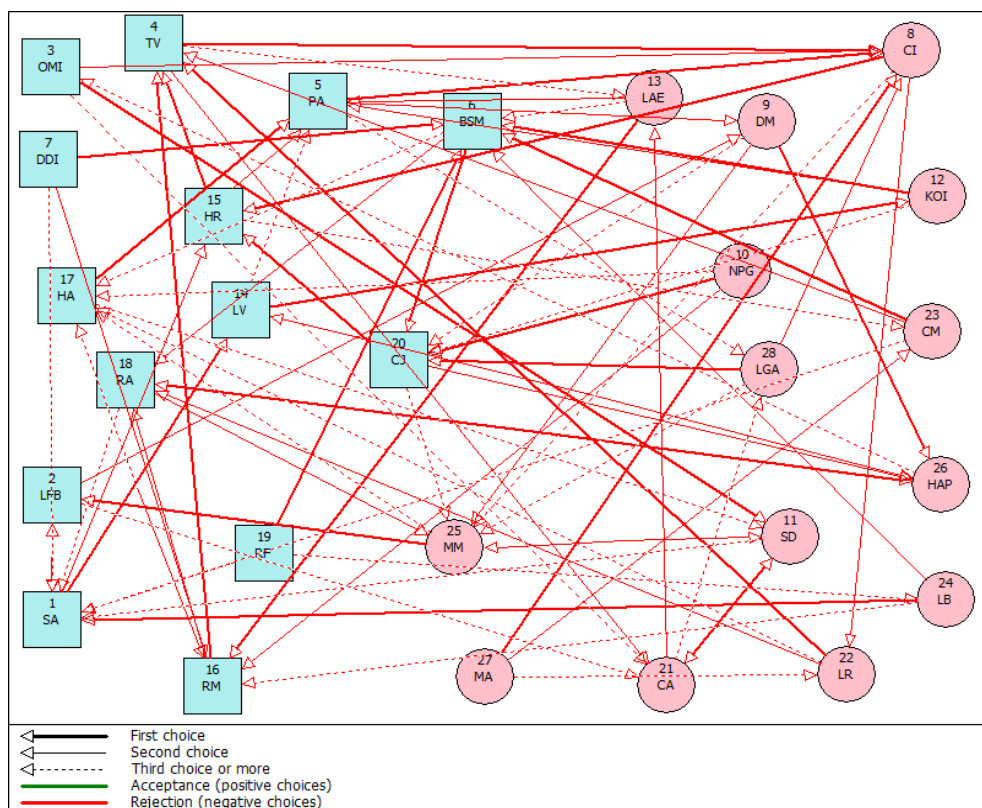 4
TV
3
OMI
8
CI
13
LAE
5
PA
9
DM
6
BSM
7
DDI
12
KOI
15
HR
10
NPG
17
HA
14
LV
23
CM
20
CJ
28
LGA
18
RA
2
LFB
26
HAP
19
RF
25
MM
11
SD
1
SA
24
LB
16
RM
27
MA
21
CA
22
LR
First choice
Second choice
Third choice or more
Acceptance (positive choices)
Rejection (negative choices)